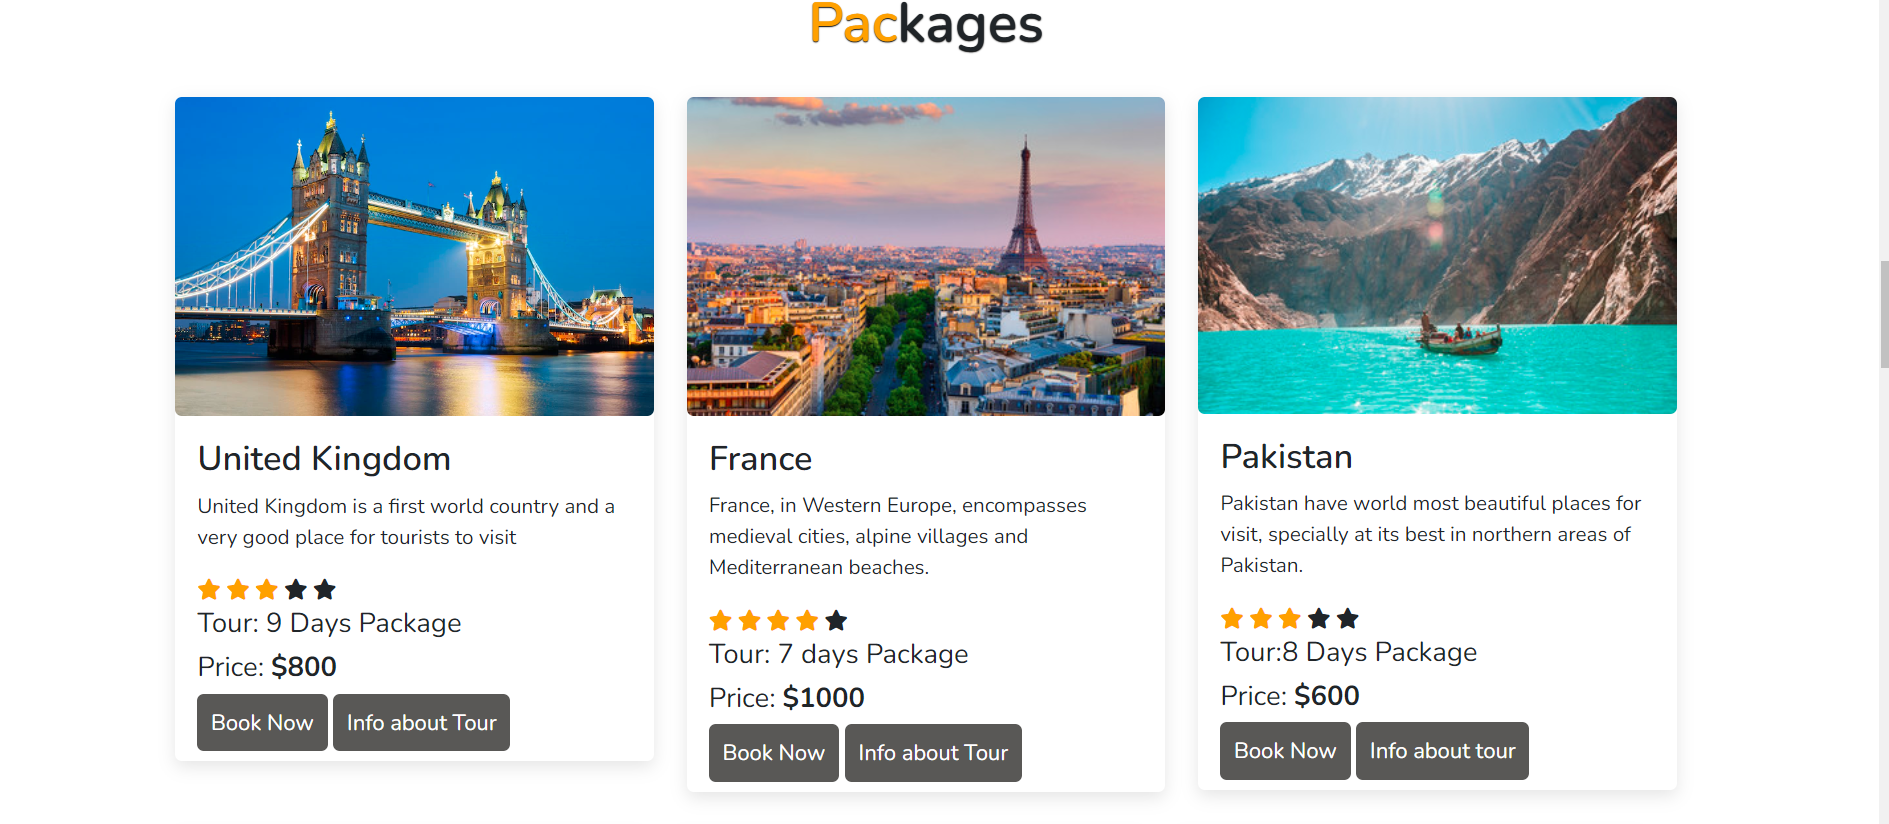 Packages
United Kingdom
United Kingdom is a first world country and a
very good place for tourists to visit
Tour: 9 Days Package
Price: $800
Book Now
Info about Tour
France
France, in Western Europe, encompasses
medieval cities, alpine villages and
Mediterranean beaches.
Tour: 7 days Package
Price: $1000
Book Now
Info about Tour
Pakistan
Pakistan have world most beautiful places for
visit, specially at its best in northern areas of
Pakistan.
Tour:8 Days Package
Price: $600
Book Now
Info about tour